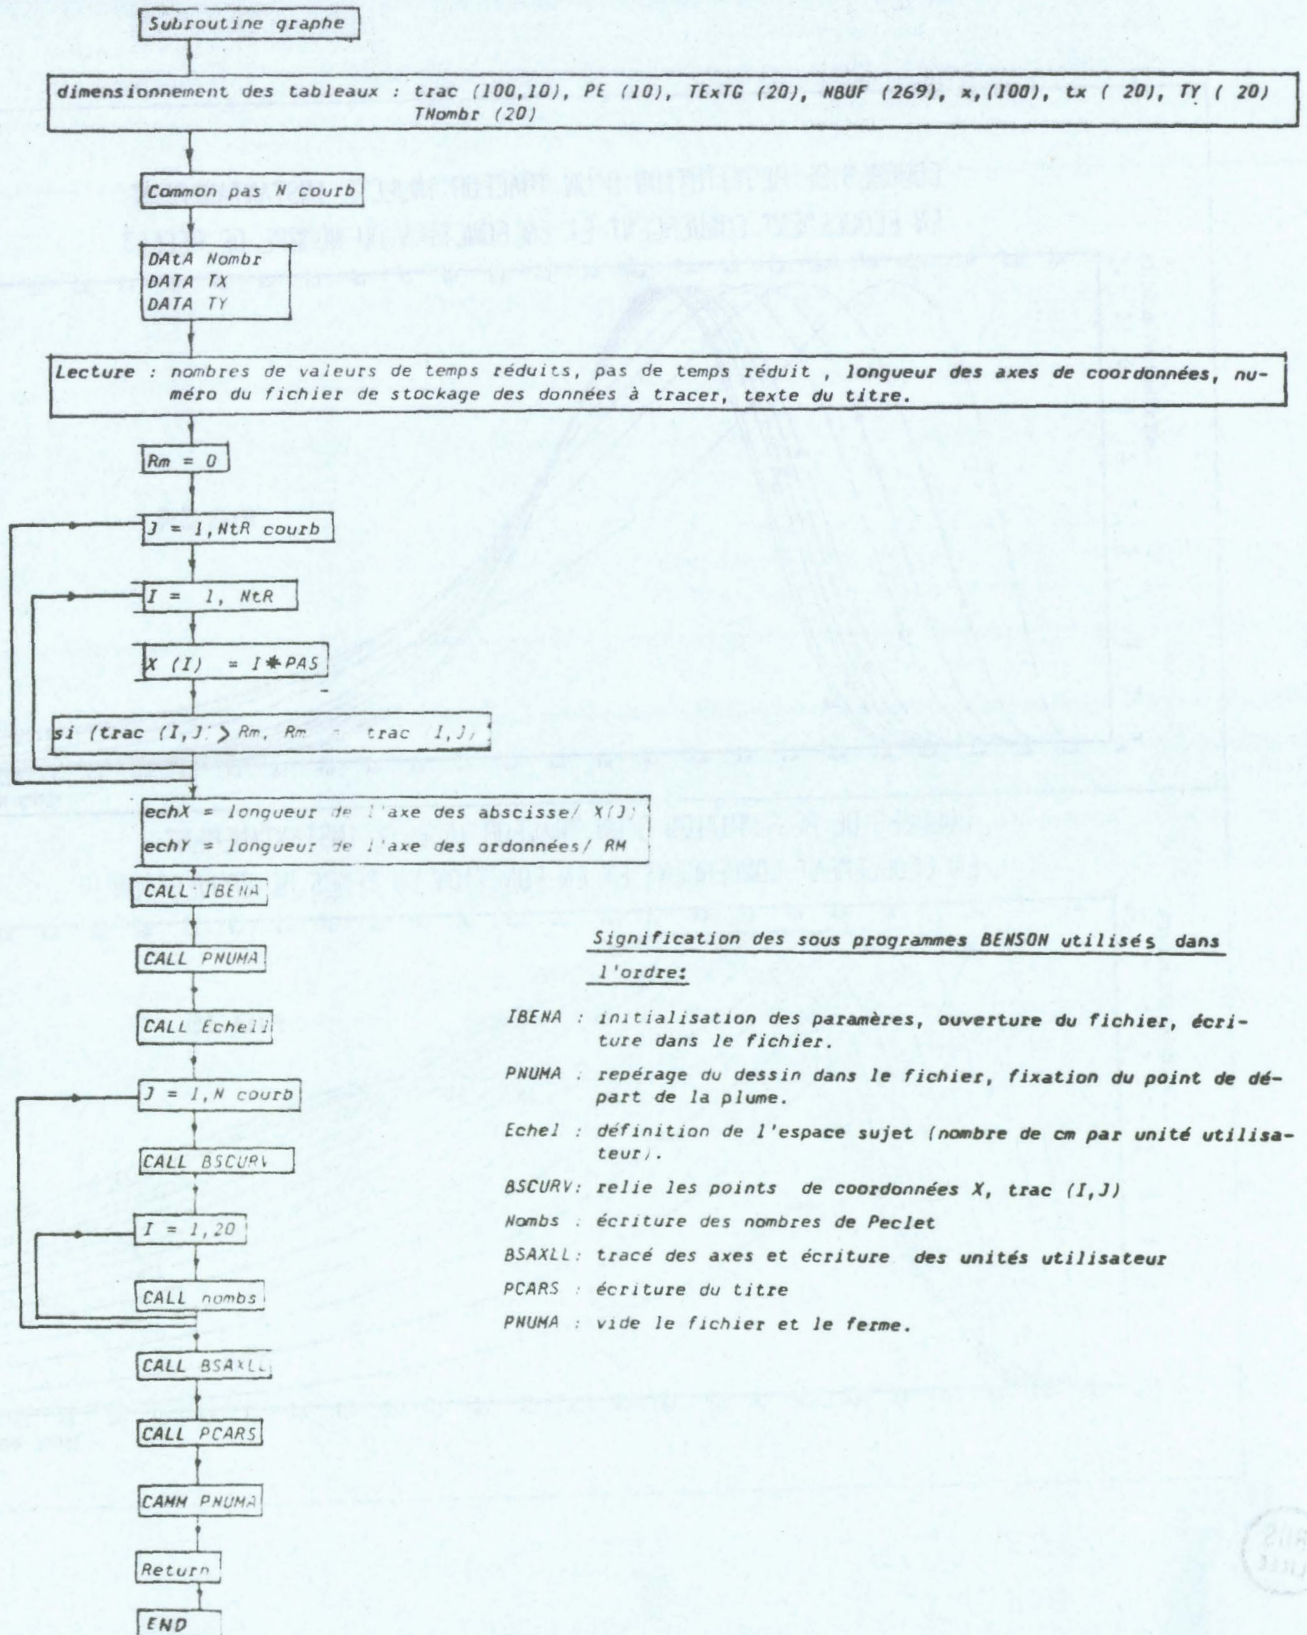 Subroutine graphe
dimensionnement des tableaux : trac (100,10), PE (10), TExTG (20), NBUF (269), x,(100), tx ( 20), TY ( 20)
TNombr (20)
Common pas N courb
DAtA Nombr
DATA TX
DATA TY
Lecture : nombres de valeurs de temps réduits, pas de temps réduit , longueur des axes de coordonnées, nu-
méro du fichier de stockage des données à tracer, texte du titre.
Rm = 0
J = 1,NtR courb
I = 1, NtR
X (I) = I*PAS
si (trac (I,J) > Rm, Rm = trac (I,J)
echX = longueur de l'axe des abscisse/ X(J)
echY = longueur de l'axe des ordonnées/ RM
CALL IBENA
CALL PNUMA
CALL Echell
J = 1,N courb
CALL BSCURV
I = 1,20
CALL nombs
CALL BSAXLL
CALL PCARS
CAMM PNUMA
Return
END
Signification des sous programmes BENSON utilisés dans
l'ordre:
IBENA : initialisation des paramères, ouverture du fichier, écri-
ture dans le fichier.
PNUMA : repérage du dessin dans le fichier, fixation du point de dé-
part de la plume.
Echel : définition de l'espace sujet (nombre de cm par unité utilisa-
teur).
BSCURV: relie les points de coordonnées X, trac (I,J)
Nombs : écriture des nombres de Peclet
BSAXLL: tracé des axes et écriture des unités utilisateur
PCARS : écriture du titre
PNUMA : vide le fichier et le ferme.